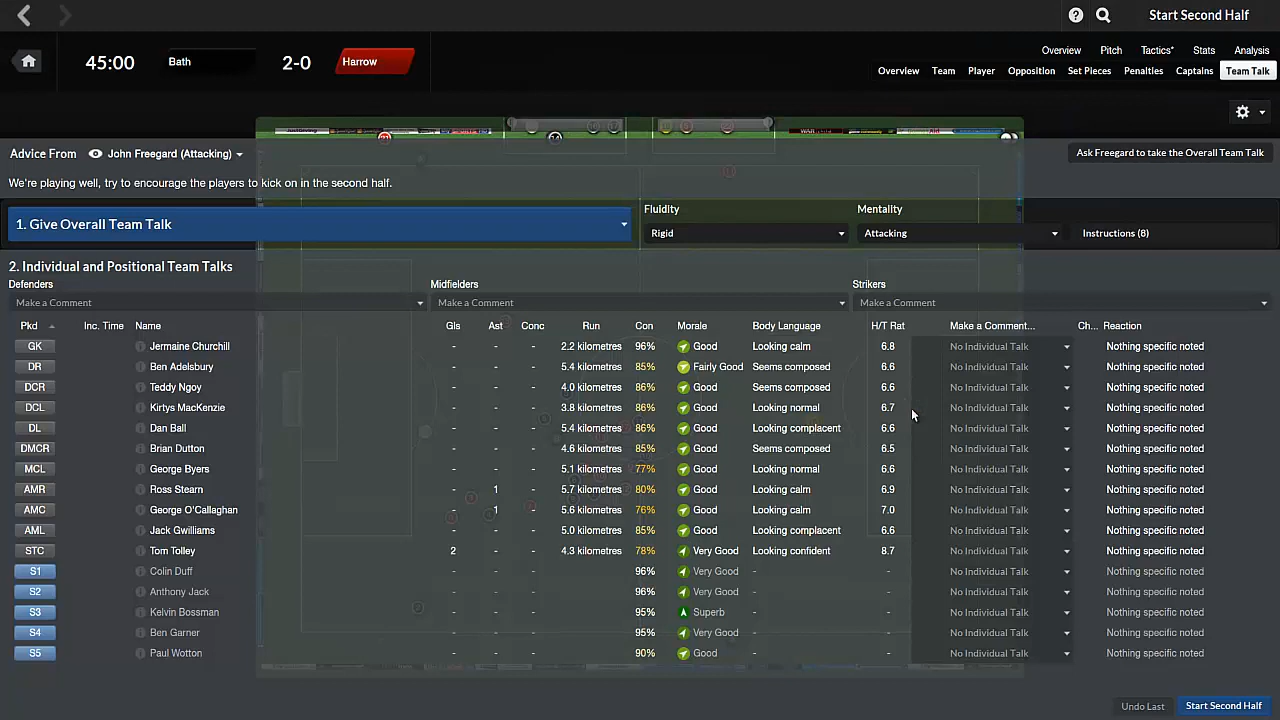 Start Second Half
45:00 Bath 2-0 Harrow
Overview Pitch Tactics* Stats Analysis
Overview Team Player Opposition Set Pieces Penalties Captains Team Talk
Advice From John Freegard (Attacking) Ask Freegard to take the Overall Team Talk
We're playing well, try to encourage the players to kick on in the second half.
1. Give Overall Team Talk
Fluidity Mentality
Rigid Attacking Instructions (8)
2. Individual and Positional Team Talks
Defenders Midfielders Strikers
Make a Comment Make a Comment Make a Comment
Pkd Inc. Time Name Gls Ast Conc Run Con Morale Body Language H/T Rat Make a Comment... Ch... Reaction
GK Jermaine Churchill - - - 2.2 kilometres 96% Good Looking calm 6.8 No Individual Talk Nothing specific noted
DR Ben Adelsbury - - - 5.4 kilometres 85% Fairly Good Seems composed 6.6 No Individual Talk Nothing specific noted
DCR Teddy Ngoy - - - 4.0 kilometres 86% Good Seems composed 6.6 No Individual Talk Nothing specific noted
DCL Kirtys MacKenzie - - - 3.8 kilometres 86% Good Looking normal 6.7 No Individual Talk Nothing specific noted
DL Dan Ball - - - 5.4 kilometres 86% Good Looking complacent 6.6 No Individual Talk Nothing specific noted
DMCR Brian Dutton - - - 4.6 kilometres 85% Good Seems composed 6.5 No Individual Talk Nothing specific noted
MCL George Byers - - - 5.1 kilometres 77% Good Looking normal 6.6 No Individual Talk Nothing specific noted
AMR Ross Stearn - 1 - 5.7 kilometres 80% Good Looking calm 6.9 No Individual Talk Nothing specific noted
AMC George O'Callaghan - 1 - 5.6 kilometres 76% Good Looking calm 7.0 No Individual Talk Nothing specific noted
AML Jack Gwilliams - - - 5.0 kilometres 85% Good Looking complacent 6.6 No Individual Talk Nothing specific noted
STC Tom Tolley 2 - - 4.3 kilometres 78% Very Good Looking confident 8.7 No Individual Talk Nothing specific noted
S1 Colin Duff - - - 96% Very Good - - No Individual Talk Nothing specific noted
S2 Anthony Jack - - - 96% Very Good - - No Individual Talk Nothing specific noted
S3 Kelvin Bossman - - - 95% Superb - - No Individual Talk Nothing specific noted
S4 Ben Garner - - - 95% Very Good - - No Individual Talk Nothing specific noted
S5 Paul Wotton - - - 90% Good - - No Individual Talk Nothing specific noted
Undo Last Start Second Half